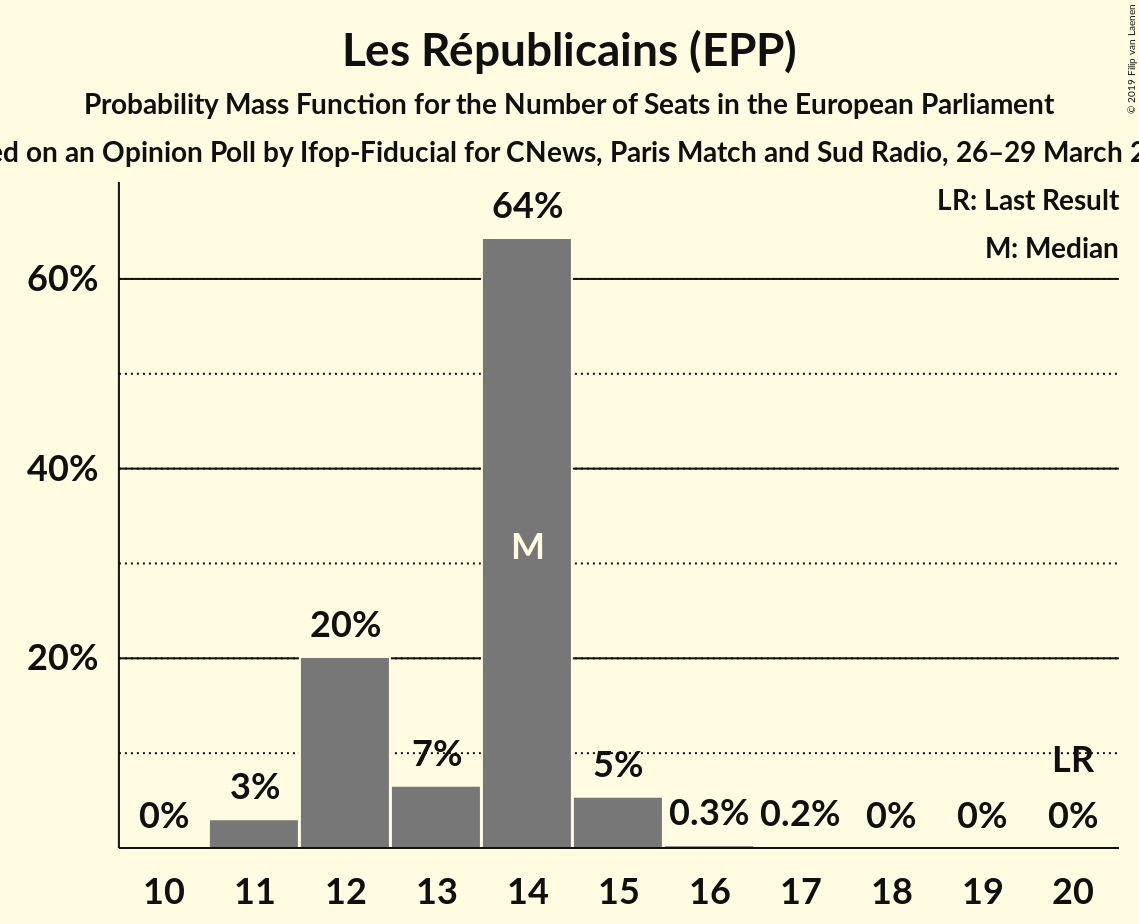 Les Républicains (EPP)
Probability Mass Function for the Number of Seats in the European Parliament
on an Opinion Poll by Ifop-Fiducial for CNews, Paris Match and Sud Radio, 26–29 March
© 2019 Filip van Laenen
LR: Last Result
M: Median
64%
60%
40%
M
20%
20%
7%
5%
LR
3%
0%
0.3%
0.2%
0%
0%
0%
10 11 12 13 14 15 16 17 18 19 20